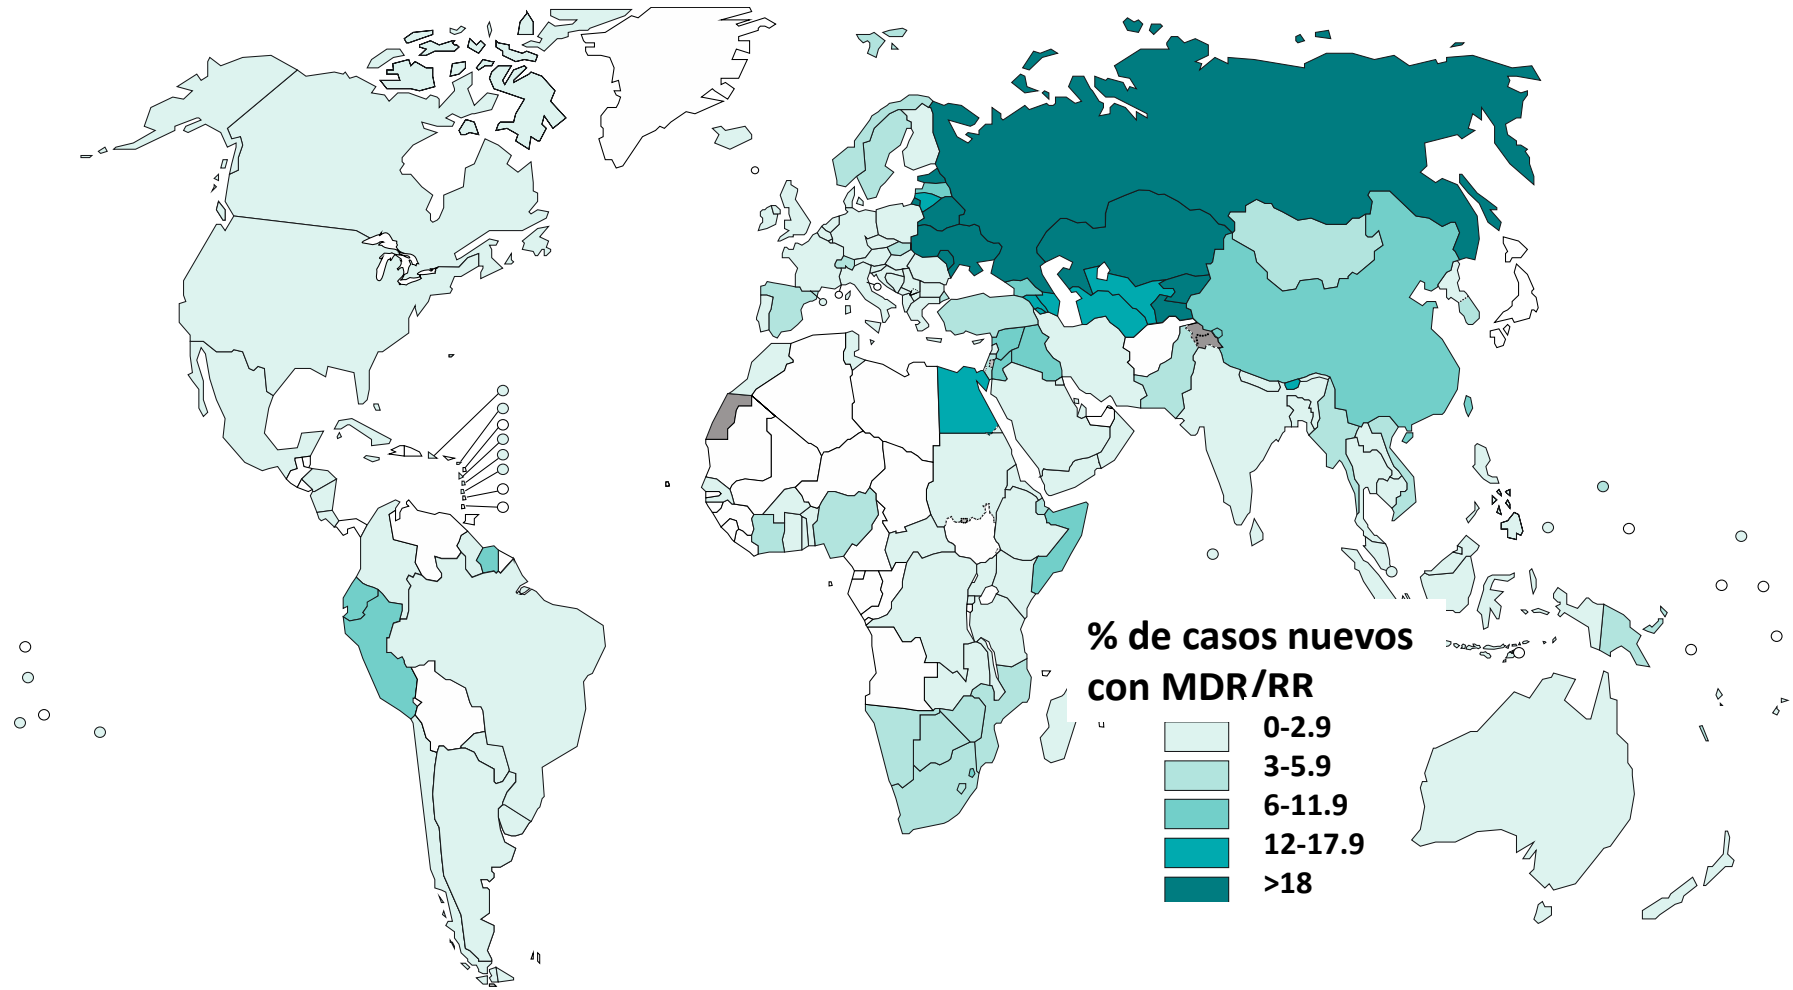 % de casos nuevos
con MDR/RR
0-2.9
3-5.9
6-11.9
12-17.9
>18